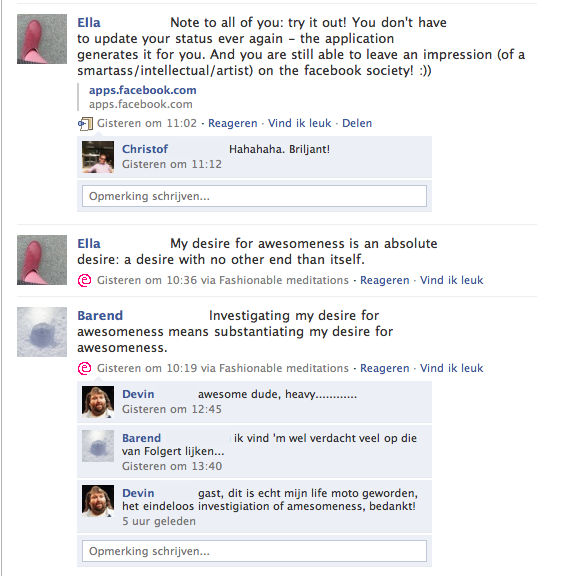 Ella Note to all of you: try it out! You don't have
to update your status ever again – the application
generates it for you. And you are still able to leave an impression (of a
smartass/intellectual/artist) on the facebook society! :))
apps.facebook.com
apps.facebook.com
Gisteren om 11:02 · Reageren · Vind ik leuk · Delen
Christof Hahahaha. Briljant!
Gisteren om 11:12
Opmerking schrijven...
Ella My desire for awesomeness is an absolute
desire: a desire with no other end than itself.
Gisteren om 10:36 via Fashionable meditations · Reageren · Vind ik leuk
Barend Investigating my desire for
awesomeness means substantiating my desire for
awesomeness.
Gisteren om 10:19 via Fashionable meditations · Reageren · Vind ik leuk
Devin awesome dude, heavy............
Gisteren om 12:45
Barend ik vind 'm wel verdacht veel op die
van Folgert lijken...
Gisteren om 13:40
Devin gast, dit is echt mijn life moto geworden,
het eindeloos investigiation of amesomeness, bedankt!
5 uur geleden
Opmerking schrijven...